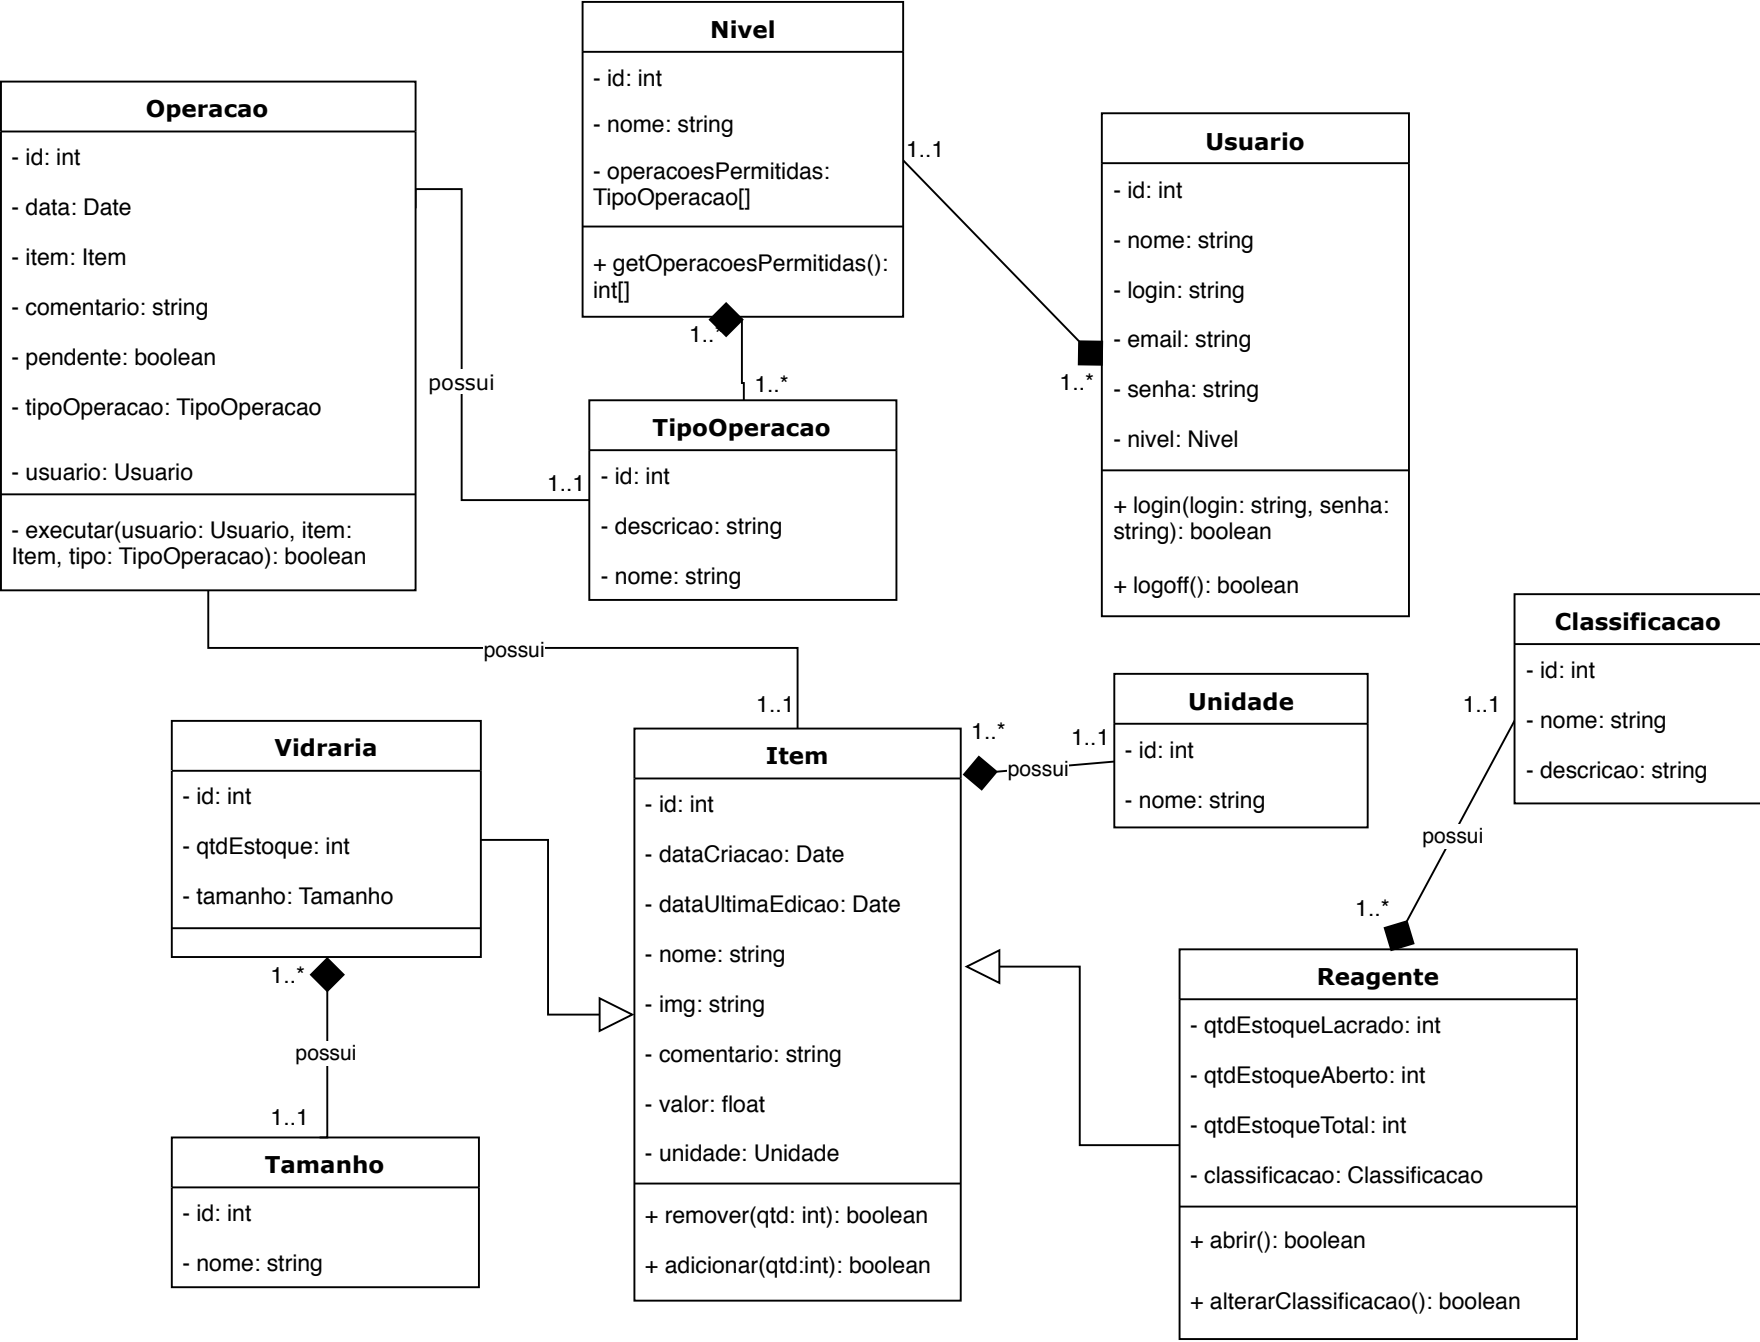 Nivel
- id: int
- nome: string
- operacoesPermitidas:
TipoOperacao[]
+ getOperacoesPermitidas():
int[]
1..*
Operacao
- id: int
- data: Date
- item: Item
- comentario: string
- pendente: boolean
- tipoOperacao: TipoOperacao
- usuario: Usuario
- executar(usuario: Usuario, item:
Item, tipo: TipoOperacao): boolean
possui
1..1
1..*
TipoOperacao
- id: int
- descricao: string
- nome: string
1..1
1..*
Usuario
- id: int
- nome: string
- login: string
- email: string
- senha: string
- nivel: Nivel
+ login(login: string, senha:
string): boolean
+ logoff(): boolean
possui
1..1
Classificacao
- id: int
- nome: string
- descricao: string
1..1
possui
1..*
Unidade
- id: int
- nome: string
1..*
possui
1..1
Vidraria
- id: int
- qtdEstoque: int
- tamanho: Tamanho
1..*
possui
1..1
Tamanho
- id: int
- nome: string
Item
- id: int
- dataCriacao: Date
- dataUltimaEdicao: Date
- nome: string
- img: string
- comentario: string
- valor: float
- unidade: Unidade
+ remover(qtd: int): boolean
+ adicionar(qtd:int): boolean
Reagente
- qtdEstoqueLacrado: int
- qtdEstoqueAberto: int
- qtdEstoqueTotal: int
- classificacao: Classificacao
+ abrir(): boolean
+ alterarClassificacao(): boolean